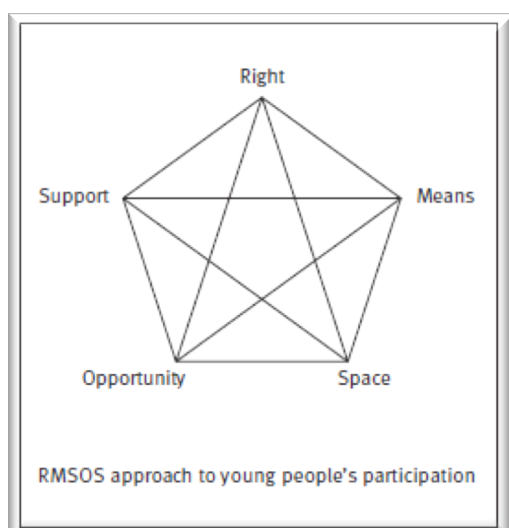 Right
Support
Means
Opportunity
Space
RMSOS approach to young people's participation